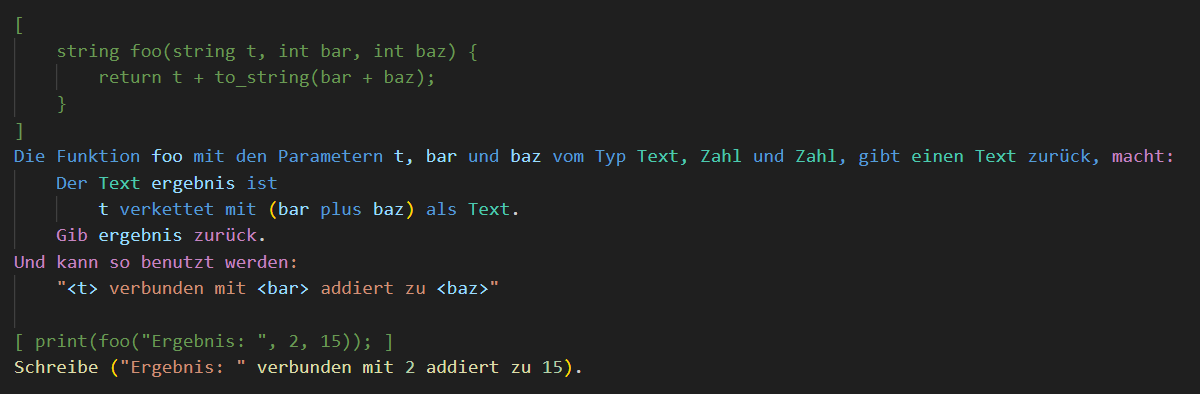 [
    string foo(string t, int bar, int baz) {
        return t + to_string(bar + baz);
    }
]
Die Funktion foo mit den Parametern t, bar und baz vom Typ Text, Zahl und Zahl, gibt einen Text zurück, macht:
    Der Text ergebnis ist
        t verkettet mit (bar plus baz) als Text.
    Gib ergebnis zurück.
Und kann so benutzt werden:
    "<t> verbunden mit <bar> addiert zu <baz>"

[ print(foo("Ergebnis: ", 2, 15)); ]
Schreibe ("Ergebnis: " verbunden mit 2 addiert zu 15).